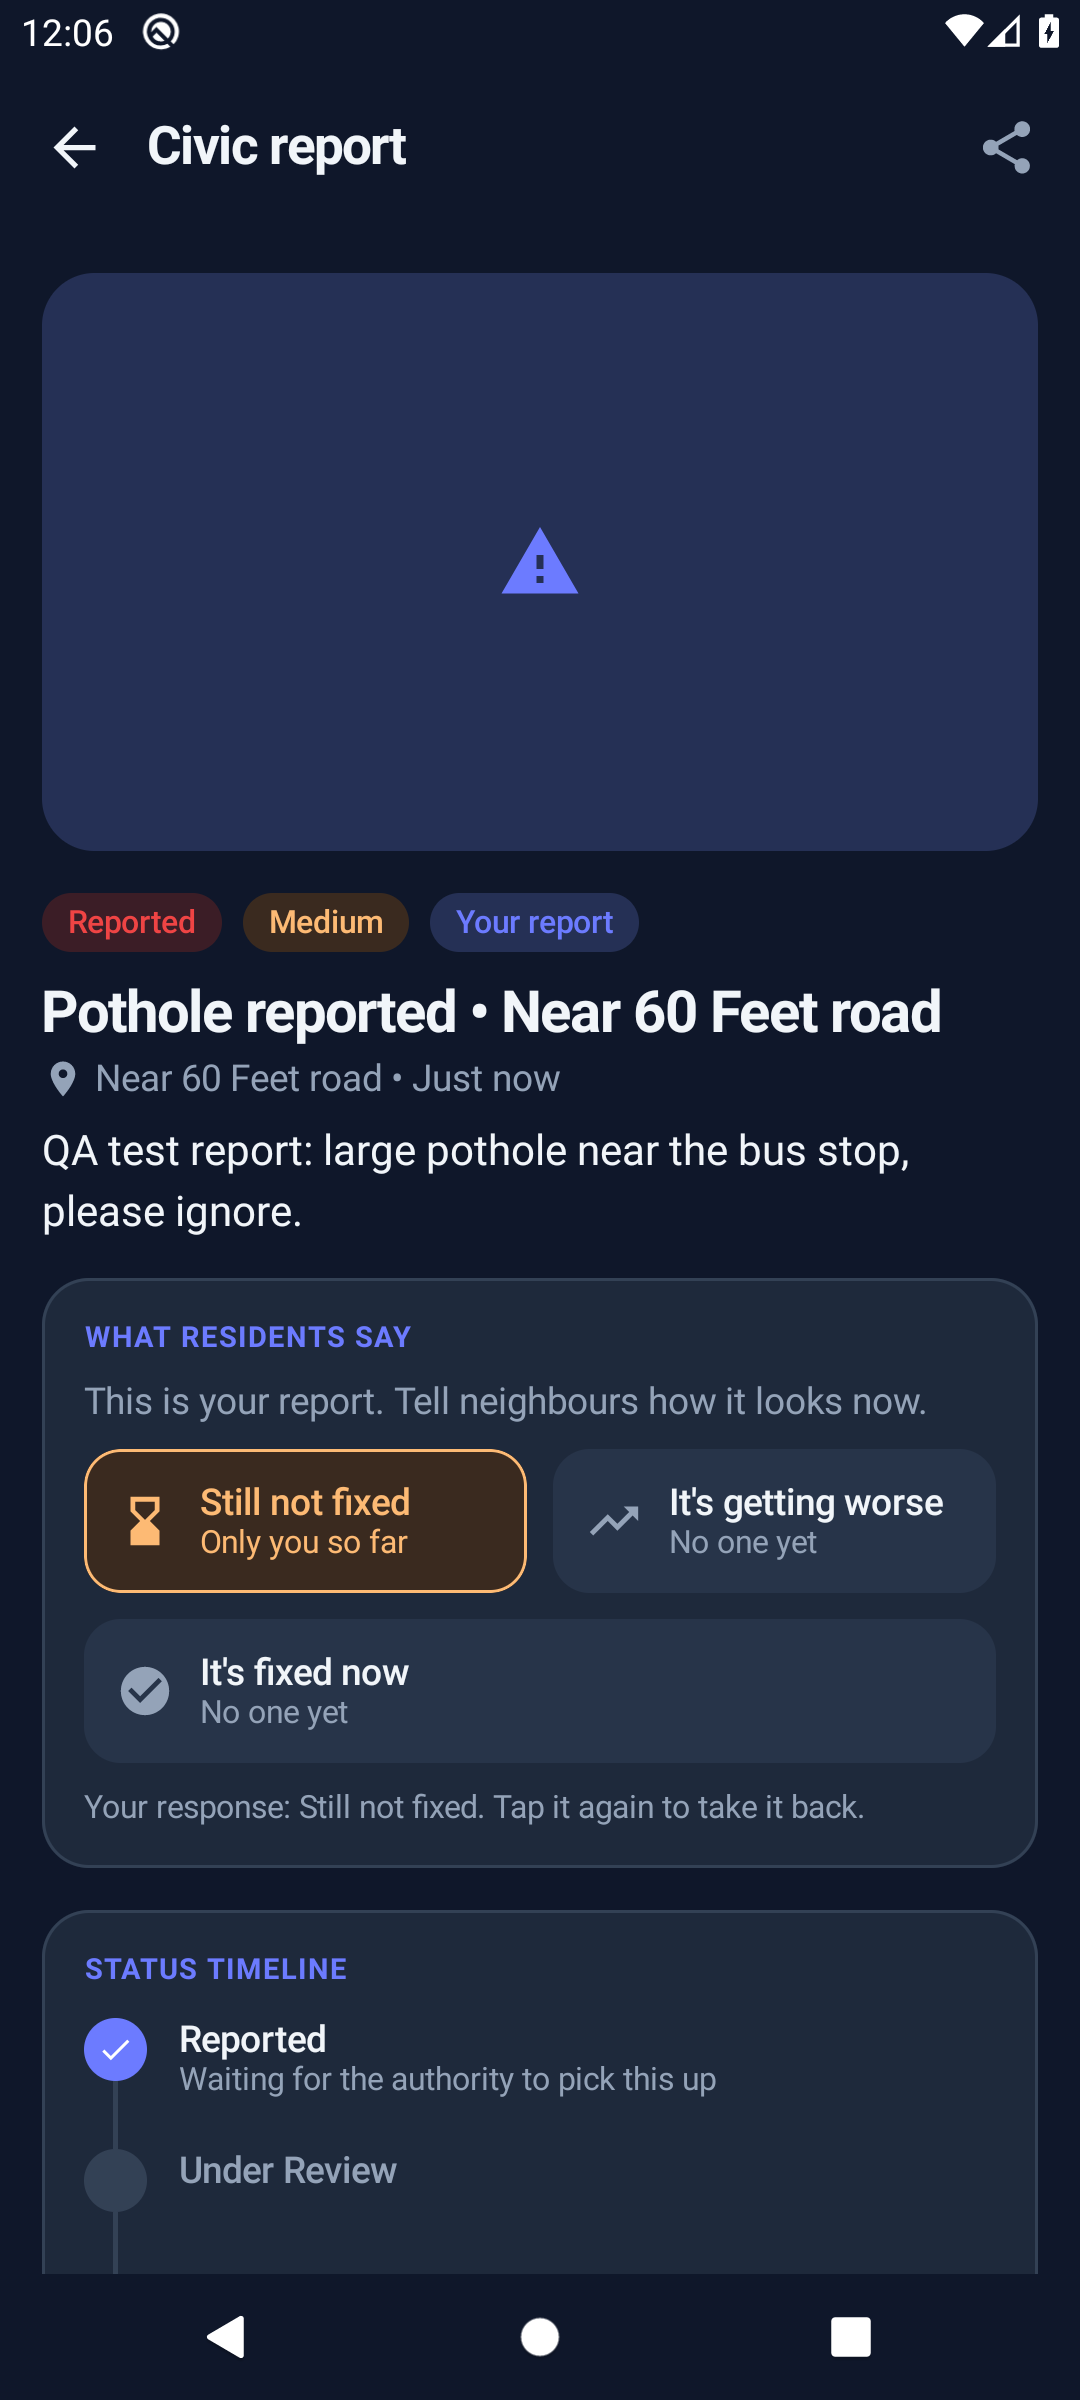 12:06
Civic report
Reported
Medium
Your report
Pothole reported • Near 60 Feet road
Near 60 Feet road • Just now
QA test report: large pothole near the bus stop,
please ignore.
WHAT RESIDENTS SAY
This is your report. Tell neighbours how it looks now.
Still not fixed
Only you so far
It's getting worse
No one yet
It's fixed now
No one yet
Your response: Still not fixed. Tap it again to take it back.
STATUS TIMELINE
Reported
Waiting for the authority to pick this up
Under Review